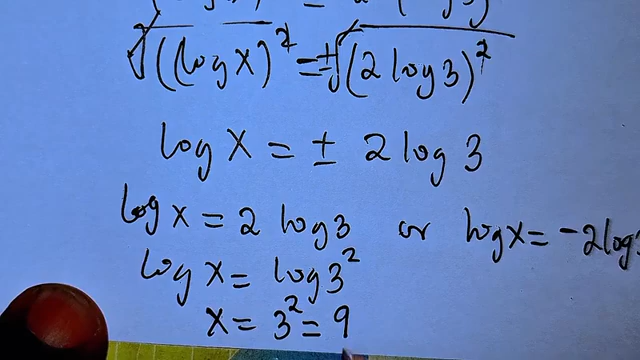 √((log x)² = ±√(2 log 3)²
log x = ± 2 log 3
log x = 2 log 3 or log x = -2 log 3
log x = log 3²
x = 3² = 9